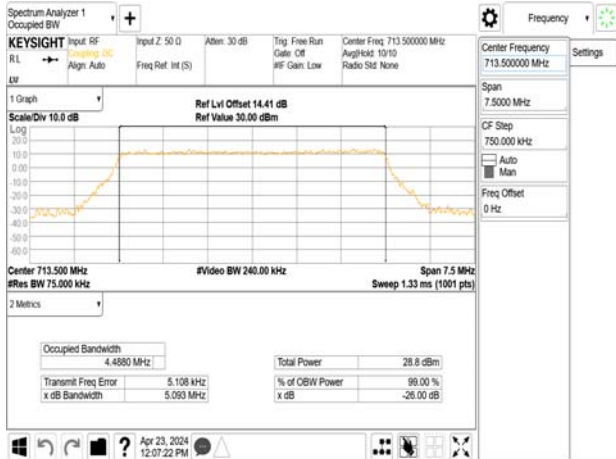 Spectrum Analyzer 1
Occupied BW
+
Frequency
KEYSIGHT Input: RF Input Z: 50 Ω Atten: 30 dB Trig: Free Run Center Freq: 713.500000 MHz
RL Coupling: DC Gate: Off Avg|Hold: 10/10
Align: Auto Freq Ref: Int (S) #IF Gain: Low Radio Std: None
Center Frequency
713.500000 MHz
Settings
Span
7.5000 MHz
CF Step
750.000 kHz
Auto
Man
Freq Offset
0 Hz
1 Graph
Ref Lvl Offset 14.41 dB
Scale/Div 10.0 dB Ref Value 30.00 dBm
Log
20.0
10.0
0.00
-10.0
-20.0
-30.0
-40.0
-50.0
-60.0
Center 713.500 MHz #Video BW 240.00 kHz Span 7.5 MHz
#Res BW 75.000 kHz Sweep 1.33 ms (1001 pts)
2 Metrics
Occupied Bandwidth
4.4880 MHz Total Power 28.8 dBm
Transmit Freq Error 5.108 kHz % of OBW Power 99.00 %
x dB Bandwidth 5.093 MHz x dB -26.00 dB
? Apr 23, 2024
12:07:22 PM